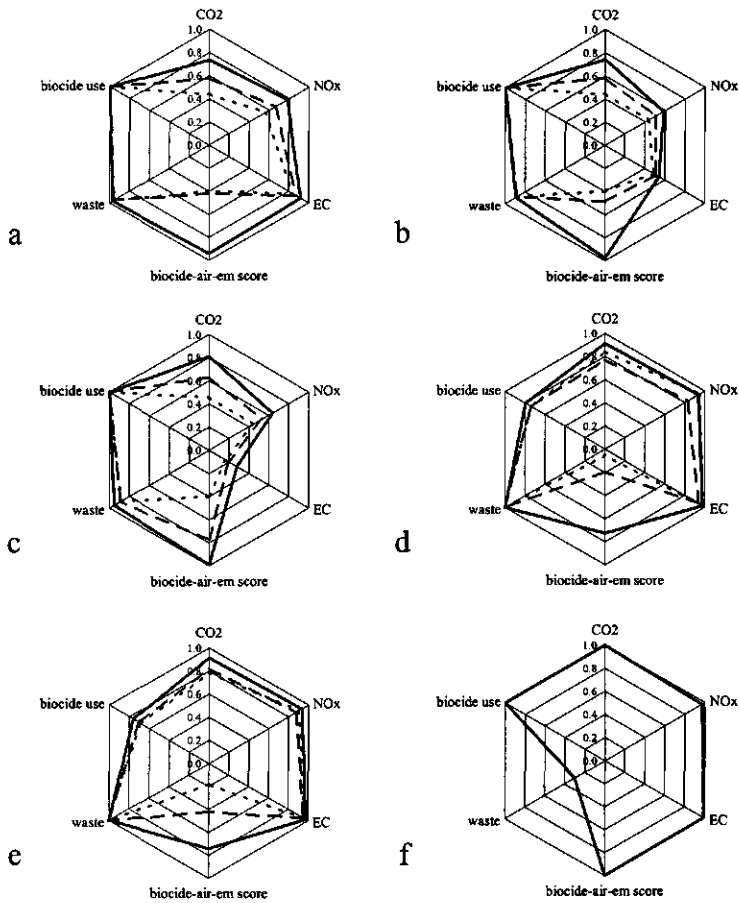 CO2
1.0
0.8
0.6
0.4
0.2
0.0
biocide use
NOx
waste
EC
biocide-air-em score
a
CO2
1.0
0.8
0.6
0.4
0.2
0.0
biocide use
NOx
waste
EC
biocide-air-em score
b
CO2
1.0
0.8
0.6
0.4
0.2
0.0
biocide use
NOx
waste
EC
biocide-air-em score
c
CO2
1.0
0.8
0.6
0.4
0.2
0.0
biocide use
NOx
waste
EC
biocide-air-em score
d
CO2
1.0
0.8
0.6
0.4
0.2
0.0
biocide use
NOx
waste
EC
biocide-air-em score
e
CO2
1.0
0.8
0.6
0.4
0.2
0.0
biocide use
NOx
waste
EC
biocide-air-em score
f